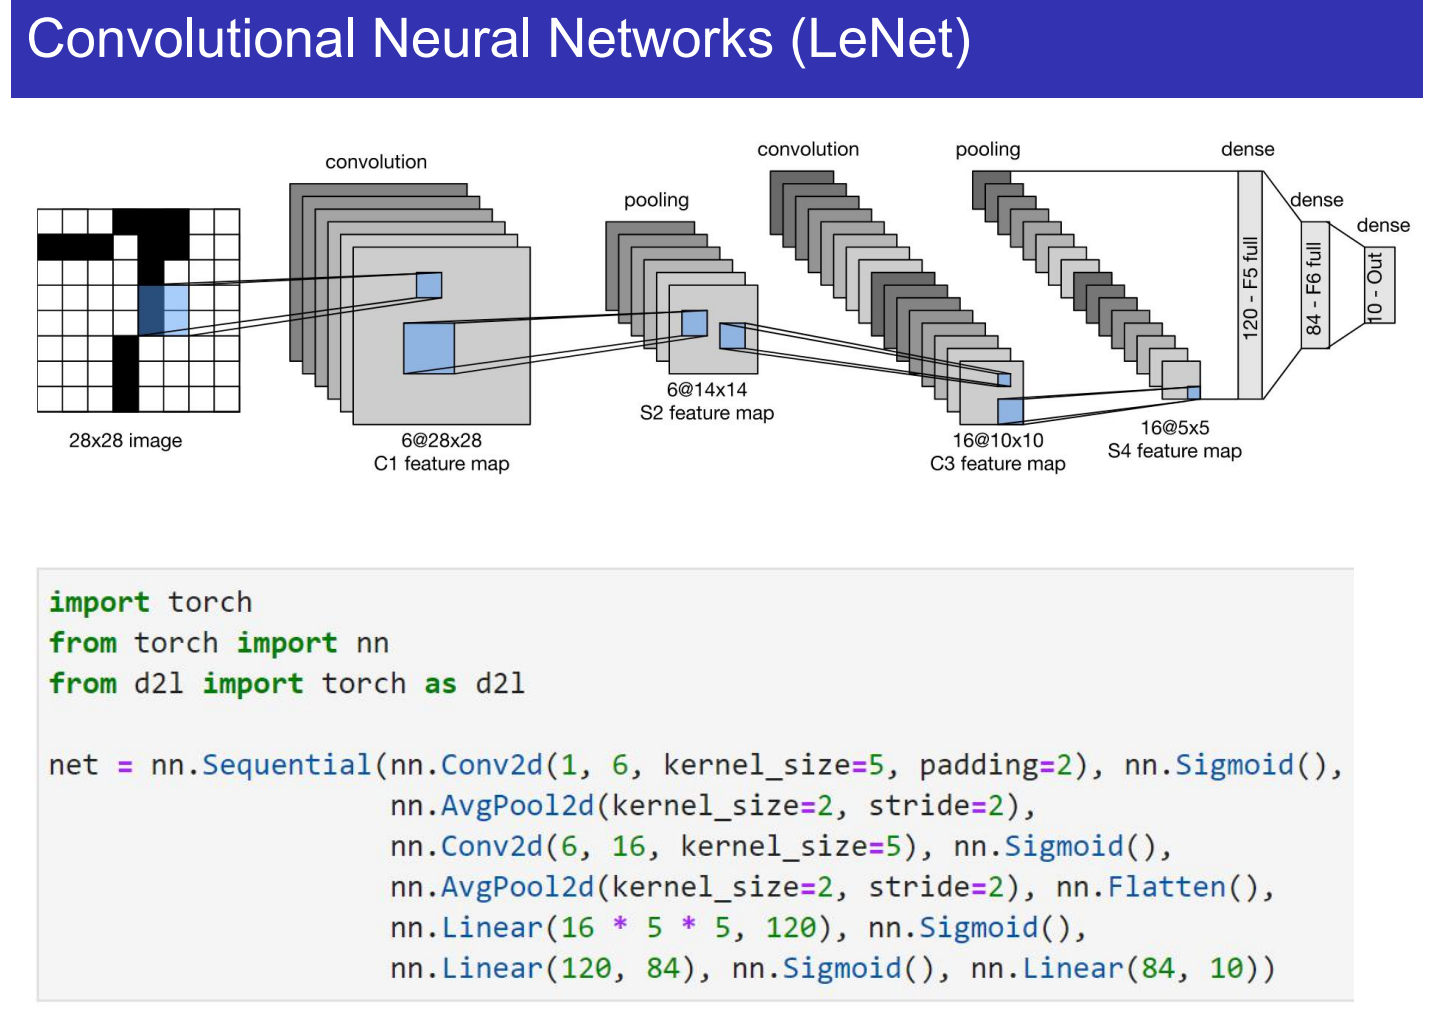 Convolutional Neural Networks (LeNet)
convolution
pooling
convolution
pooling
dense
dense
dense
120 - F5 full
84 - F6 full
10 - Out
28x28 image
6@28x28
C1 feature map
6@14x14
S2 feature map
16@10x10
C3 feature map
16@5x5
S4 feature map
import torch
from torch import nn
from d2l import torch as d2l
net = nn.Sequential(nn.Conv2d(1, 6, kernel_size=5, padding=2), nn.Sigmoid(),
nn.AvgPool2d(kernel_size=2, stride=2),
nn.Conv2d(6, 16, kernel_size=5), nn.Sigmoid(),
nn.AvgPool2d(kernel_size=2, stride=2), nn.Flatten(),
nn.Linear(16 * 5 * 5, 120), nn.Sigmoid(),
nn.Linear(120, 84), nn.Sigmoid(), nn.Linear(84, 10))